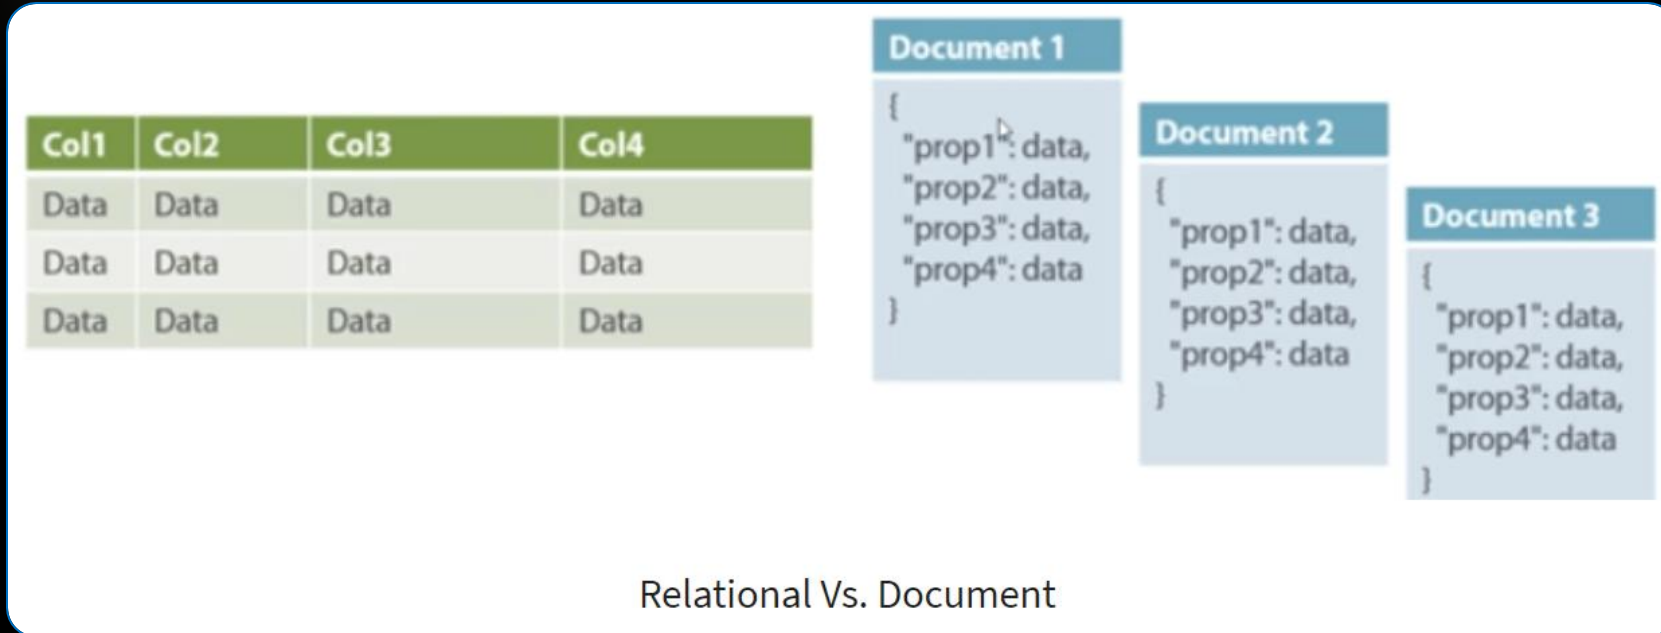 Col1 Col2 Col3 Col4
Data Data Data Data
Data Data Data Data
Data Data Data Data
Document 1
{
"prop1": data,
"prop2": data,
"prop3": data,
"prop4": data
}
Document 2
{
"prop1": data,
"prop2": data,
"prop3": data,
"prop4": data
}
Document 3
{
"prop1": data,
"prop2": data,
"prop3": data,
"prop4": data
}
Relational Vs. Document